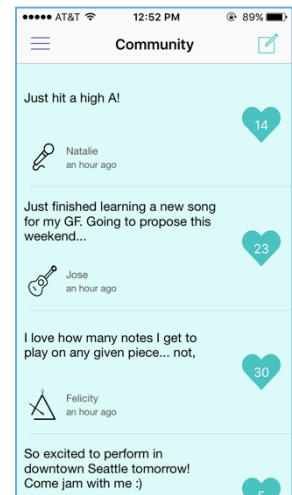 AT&T 12:52 PM 89%
Community
Just hit a high A!
14
Natalie
an hour ago
Just finished learning a new song
for my GF. Going to propose this
weekend...
23
Jose
an hour ago
I love how many notes I get to
play on any given piece... not,
30
Felicity
an hour ago
So excited to perform in
downtown Seattle tomorrow!
Come jam with me :)
5